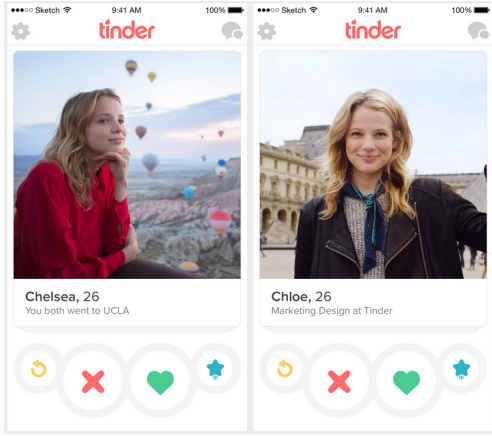 Sketch 9:41 AM 100%
tinder
Chelsea, 26
You both went to UCLA
Sketch 9:41 AM 100%
tinder
Chloe, 26
Marketing Design at Tinder